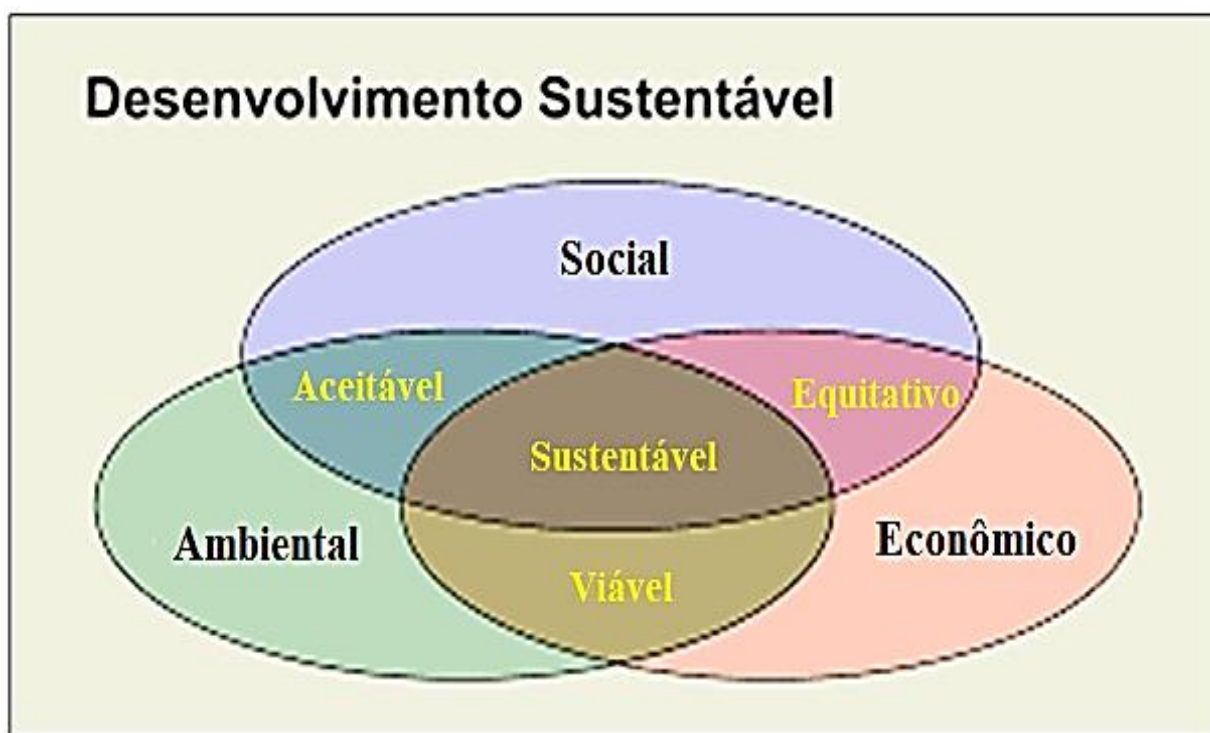 Desenvolvimento Sustentável
Social
Aceitável
Equitativo
Sustentável
Ambiental
Econômico
Viável